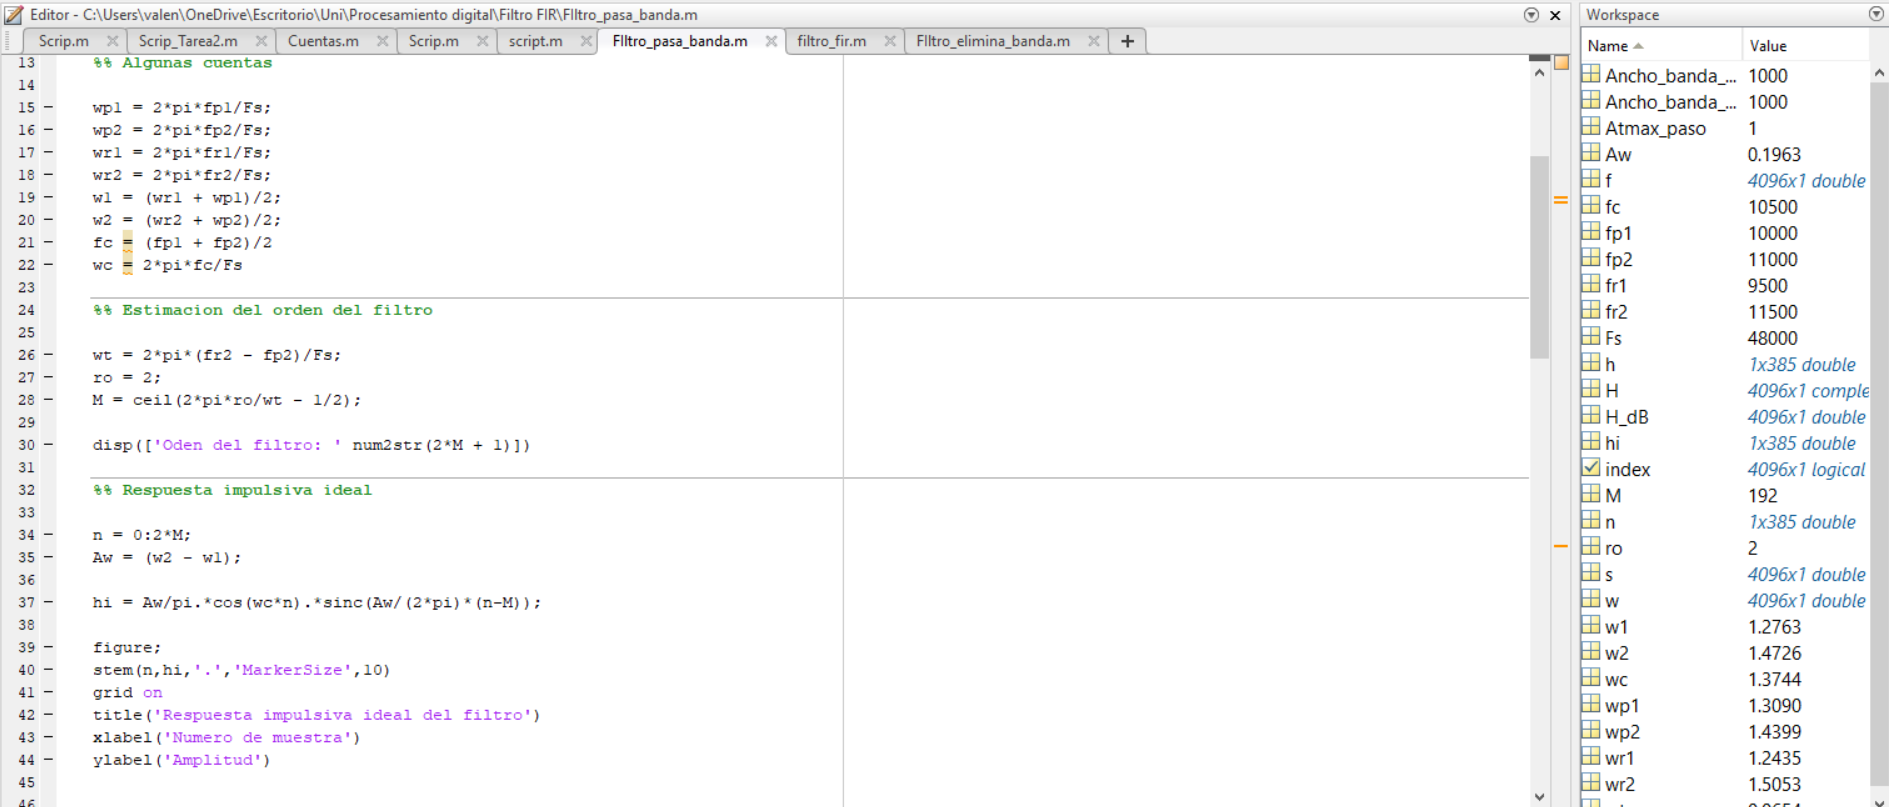 Editor - C:\Users\valen\OneDrive\Escritorio\Uni\Procesamiento digital\Filtro FIR\FIltro_pasa_banda.m
Scrip.m Scrip_Tarea2.m Cuentas.m Scrip.m script.m FIltro_pasa_banda.m filtro_fir.m FIltro_elimina_banda.m
13 %% Algunas cuentas
14
15 - wp1 = 2*pi*fp1/Fs;
16 - wp2 = 2*pi*fp2/Fs;
17 - wr1 = 2*pi*fr1/Fs;
18 - wr2 = 2*pi*fr2/Fs;
19 - w1 = (wr1 + wp1)/2;
20 - w2 = (wr2 + wp2)/2;
21 - fc = (fp1 + fp2)/2
22 - wc = 2*pi*fc/Fs
23
24 %% Estimacion del orden del filtro
25
26 - wt = 2*pi*(fr2 - fp2)/Fs;
27 - ro = 2;
28 - M = ceil(2*pi*ro/wt - 1/2);
29
30 - disp(['Oden del filtro: ' num2str(2*M + 1)])
31
32 %% Respuesta impulsiva ideal
33
34 - n = 0:2*M;
35 - Aw = (w2 - w1);
36
37 - hi = Aw/pi.*cos(wc*n).*sinc(Aw/(2*pi)*(n-M));
38
39 - figure;
40 - stem(n,hi,'.','MarkerSize',10)
41 - grid on
42 - title('Respuesta impulsiva ideal del filtro')
43 - xlabel('Numero de muestra')
44 - ylabel('Amplitud')
45
46
Workspace
Name Value
Ancho_banda_... 1000
Ancho_banda_... 1000
Atmax_paso 1
Aw 0.1963
f 4096x1 double
fc 10500
fp1 10000
fp2 11000
fr1 9500
fr2 11500
Fs 48000
h 1x385 double
H 4096x1 comple
H_dB 4096x1 double
hi 1x385 double
index 4096x1 logical
M 192
n 1x385 double
ro 2
s 4096x1 double
w 4096x1 double
w1 1.2763
w2 1.4726
wc 1.3744
wp1 1.3090
wp2 1.4399
wr1 1.2435
wr2 1.5053